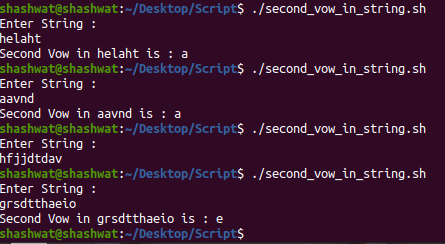 shashwat@shashwat:~/Desktop/Script$ ./second_vow_in_string.sh
Enter String :
helaht
Second Vow in helaht is : a
shashwat@shashwat:~/Desktop/Script$ ./second_vow_in_string.sh
Enter String :
aavnd
Second Vow in aavnd is : a
shashwat@shashwat:~/Desktop/Script$ ./second_vow_in_string.sh
Enter String :
hfjjdtdav
shashwat@shashwat:~/Desktop/Script$ ./second_vow_in_string.sh
Enter String :
grsdtthaeio
Second Vow in grsdtthaeio is : e
shashwat@shashwat:~/Desktop/Script$